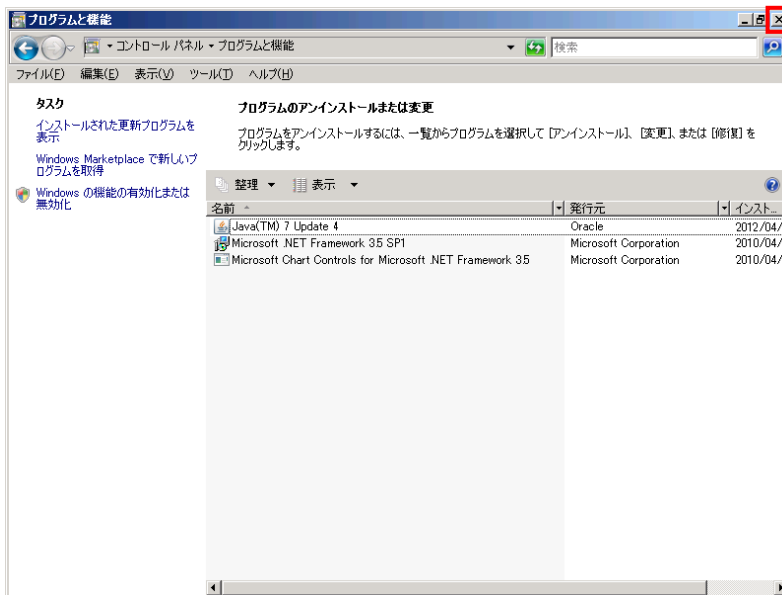 プログラムと機能
コントロール パネル ▾ プログラムと機能
検索
ファイル(F) 編集(E) 表示(V) ツール(T) ヘルプ(H)
タスク
インストールされた更新プログラムを
表示
Windows Marketplace で新しいプ
ログラムを取得
Windows の機能の有効化または
無効化
プログラムのアンインストールまたは変更
プログラムをアンインストールするには、一覧からプログラムを選択して [アンインストール]、[変更]、または [修復] を
クリックします。
整理 表示
名前 発行元 インスト...
Java(TM) 7 Update 4 Oracle 2012/04/
Microsoft .NET Framework 3.5 SP1 Microsoft Corporation 2010/04/
Microsoft Chart Controls for Microsoft .NET Framework 3.5 Microsoft Corporation 2010/04/